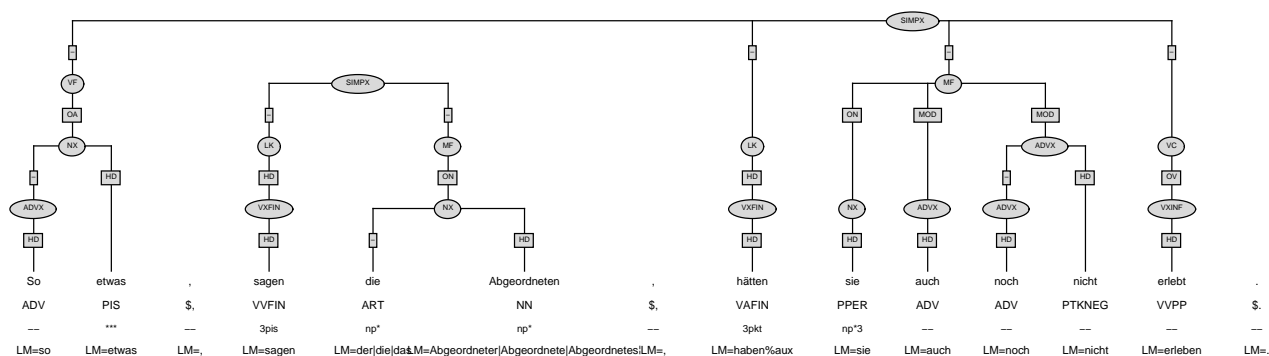 SIMPX
– – – –
VF SIMPX MF
OA – – ON MOD MOD
NX LK MF LK ADVX VC
– HD HD ON HD – HD OV
ADVX VXFIN NX VXFIN NX ADVX ADVX VXINF
HD HD – HD HD HD HD HD HD
So etwas , sagen die Abgeordneten , hätten sie auch noch nicht erlebt .
ADV PIS $, VVFIN ART NN $, VAFIN PPER ADV ADV PTKNEG VVPP $.
–– *** –– 3pis np* np* –– 3pkt np*3 –– –– –– –– ––
LM=so LM=etwas LM=, LM=sagen LM=der|die|das LM=Abgeordneter|Abgeordnete|Abgeordnetes LM=, LM=haben%aux LM=sie LM=auch LM=noch LM=nicht LM=erleben LM=.